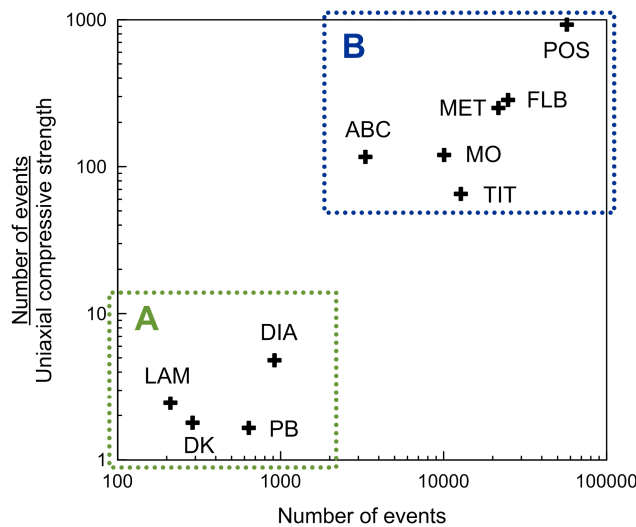 1000
B
POS
MET
FLB
ABC
MO
100
TIT
Number of events
Uniaxial compressive strength
10
A
DIA
LAM
PB
DK
1
100
1000
10000
100000
Number of events